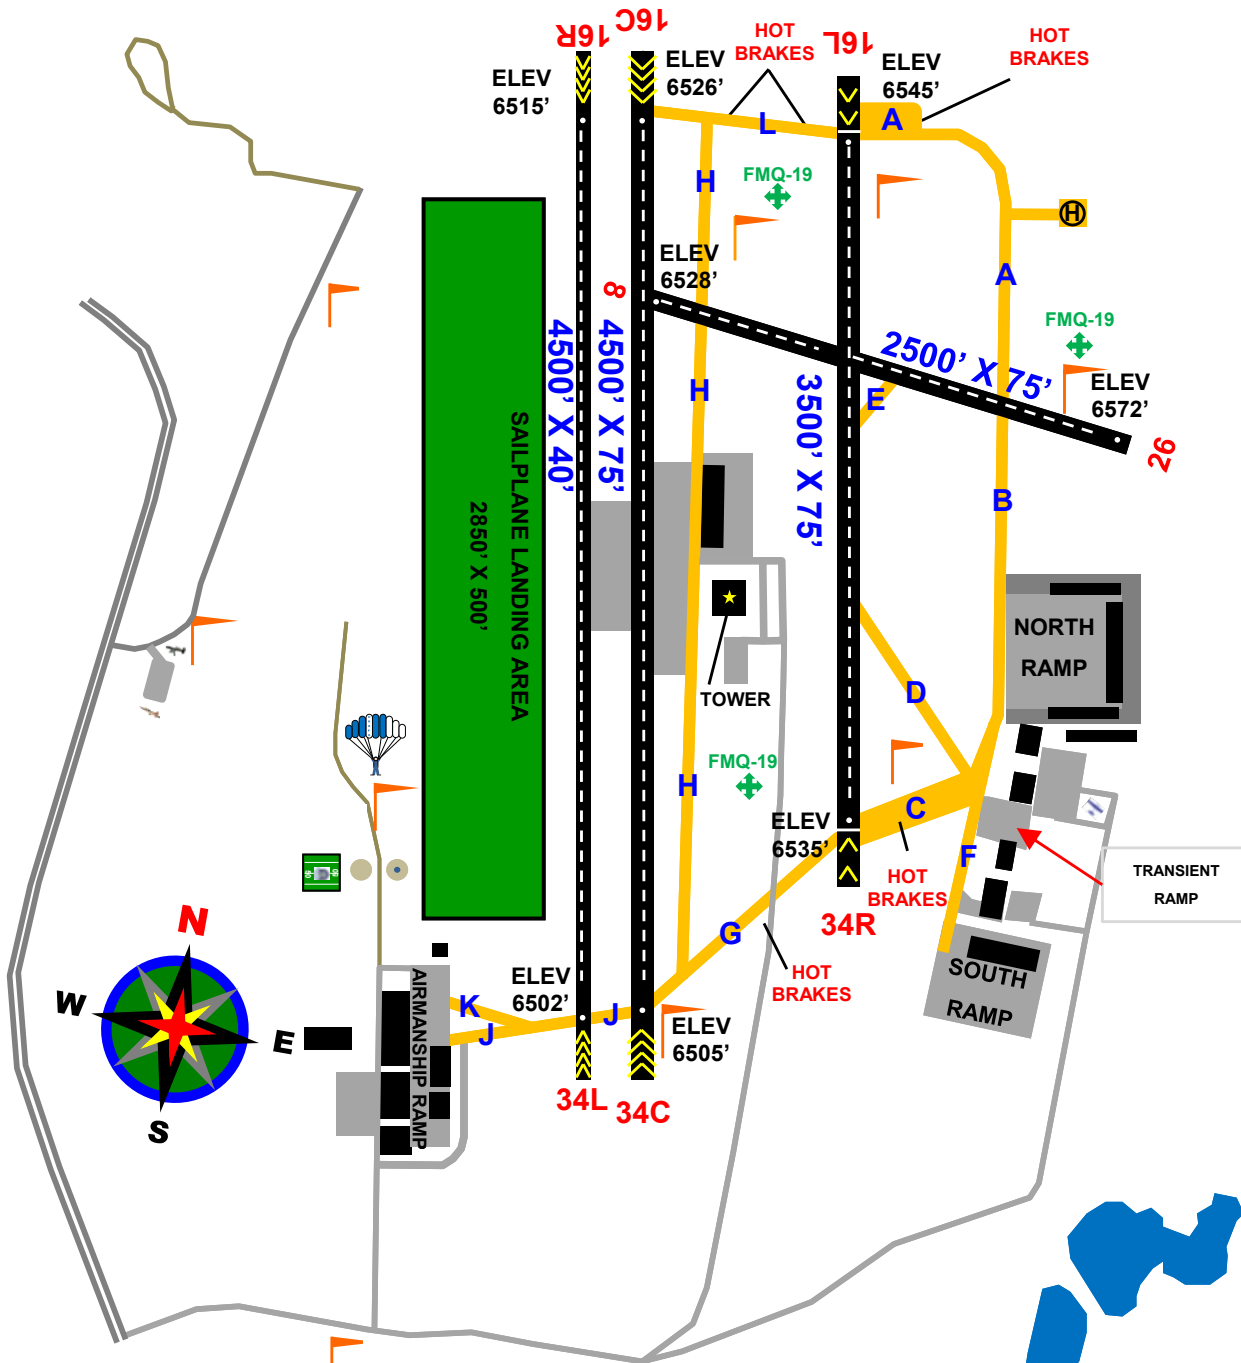 16R
16C
HOT
BRAKES
16L
HOT
BRAKES
ELEV
6515’
ELEV
6526’
ELEV
6545’
L
A
H
FMQ-19
H
ELEV
6528’
A
8
FMQ-19
4500’ X 40’
4500’ X 75’
2500’ X 75’
ELEV
6572’
H
3500’ X 75’
E
26
SAILPLANE LANDING AREA
2850’ X 500’
B
NORTH
RAMP
TOWER
D
FMQ-19
H
C
ELEV
6535’
F
HOT
BRAKES
TRANSIENT
RAMP
34R
G
N
W
E
S
AIRMANSHIP RAMP
K
J
ELEV
6502’
J
HOT
BRAKES
SOUTH
RAMP
ELEV
6505’
34L
34C